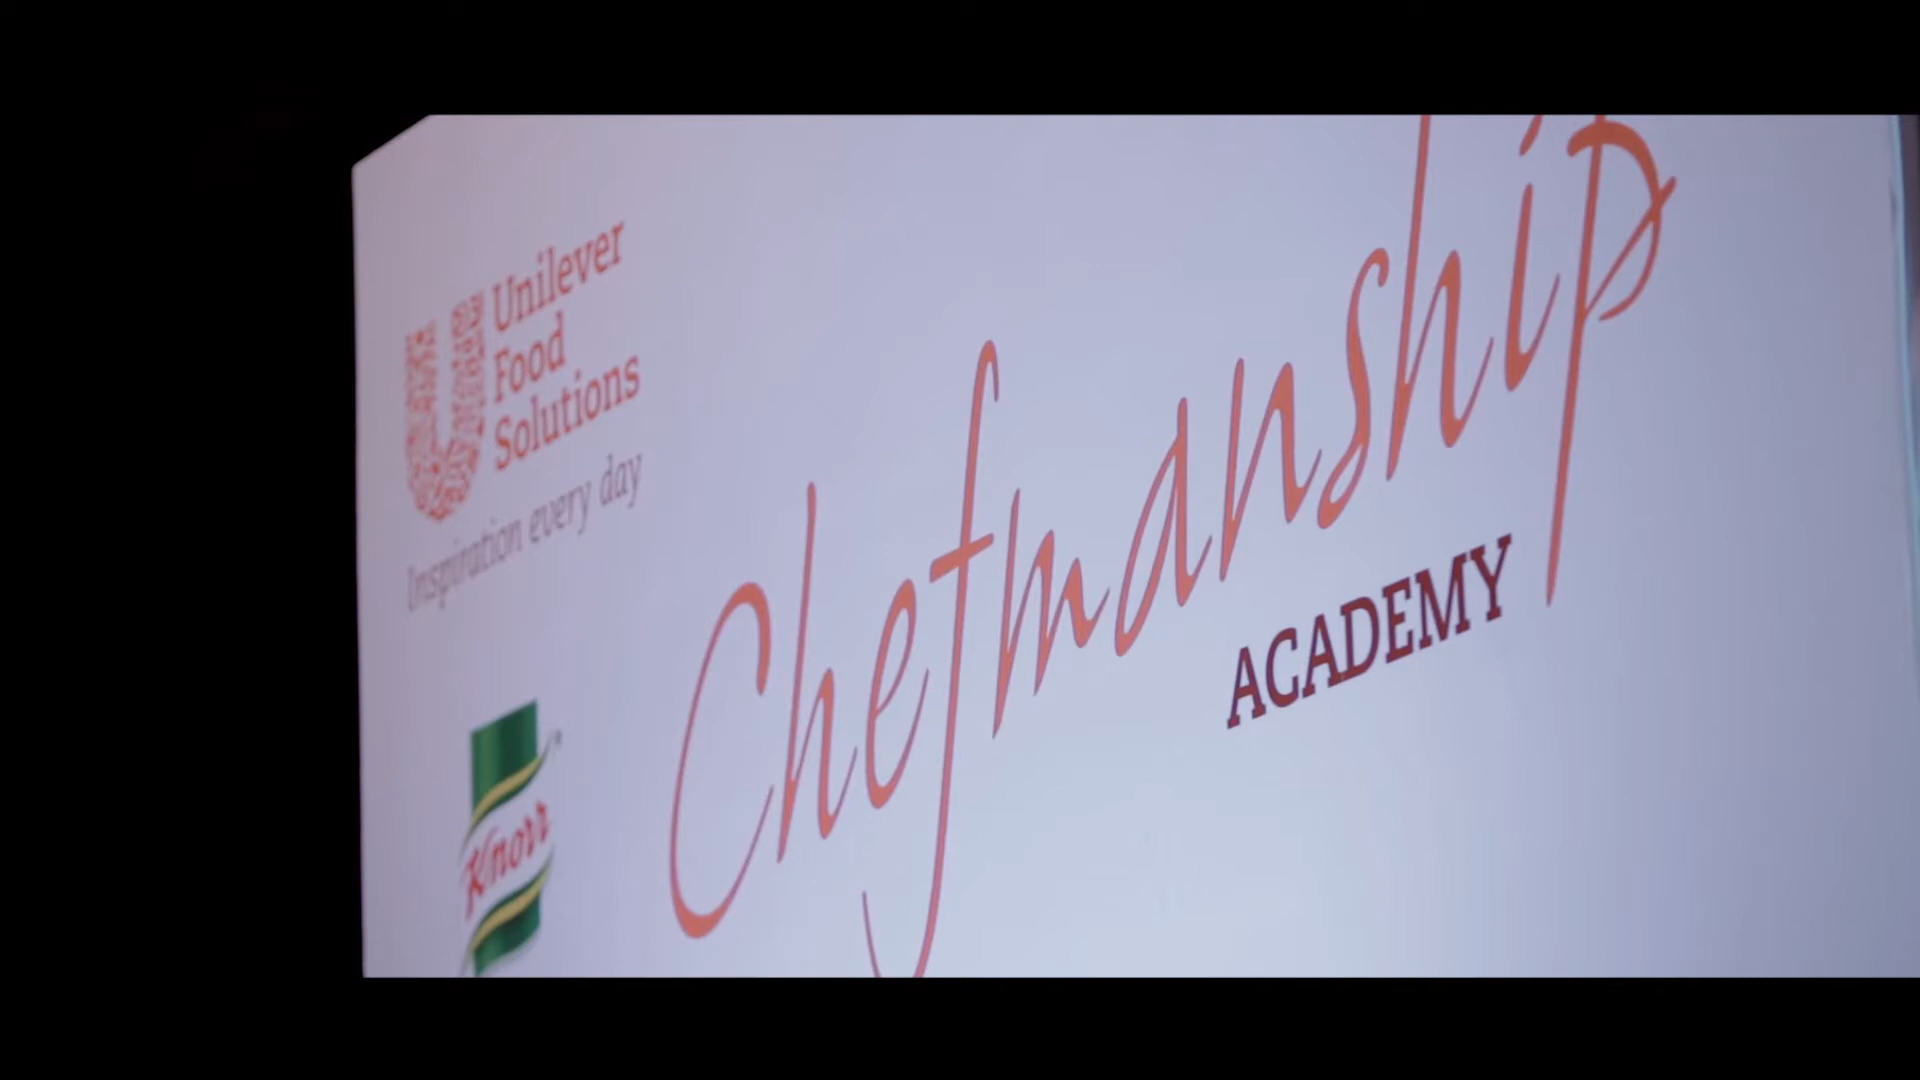 Unilever
Food
Solutions
Inspiration every day
Knorr
Chefmanship
ACADEMY